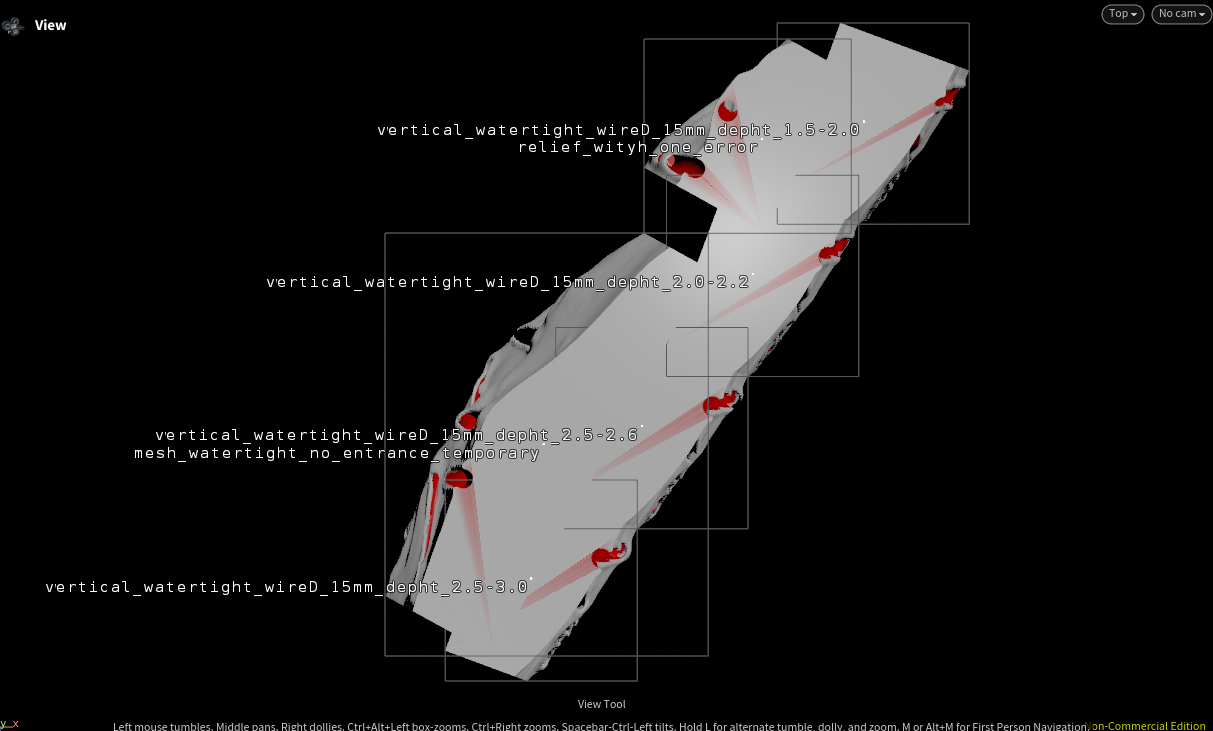 View
Top
No cam
vertical_watertight_wireD_15mm_depht_1.5-2.0
relief_wityh_one_error
vertical_watertight_wireD_15mm_depht_2.0-2.2
vertical_watertight_wireD_15mm_depht_2.5-2.6
mesh_watertight_no_entrance_temporary
vertical_watertight_wireD_15mm_depht_2.5-3.0
View Tool
y x
Left mouse tumbles, Middle pans, Right dollies, Ctrl+Alt+Left box-zooms, Ctrl+Right zooms, Spacebar-Ctrl-Left tilts, Hold L for alternate tumble, dolly, and zoom, M or Alt+M for First Person Navigation.
on-Commercial Edition